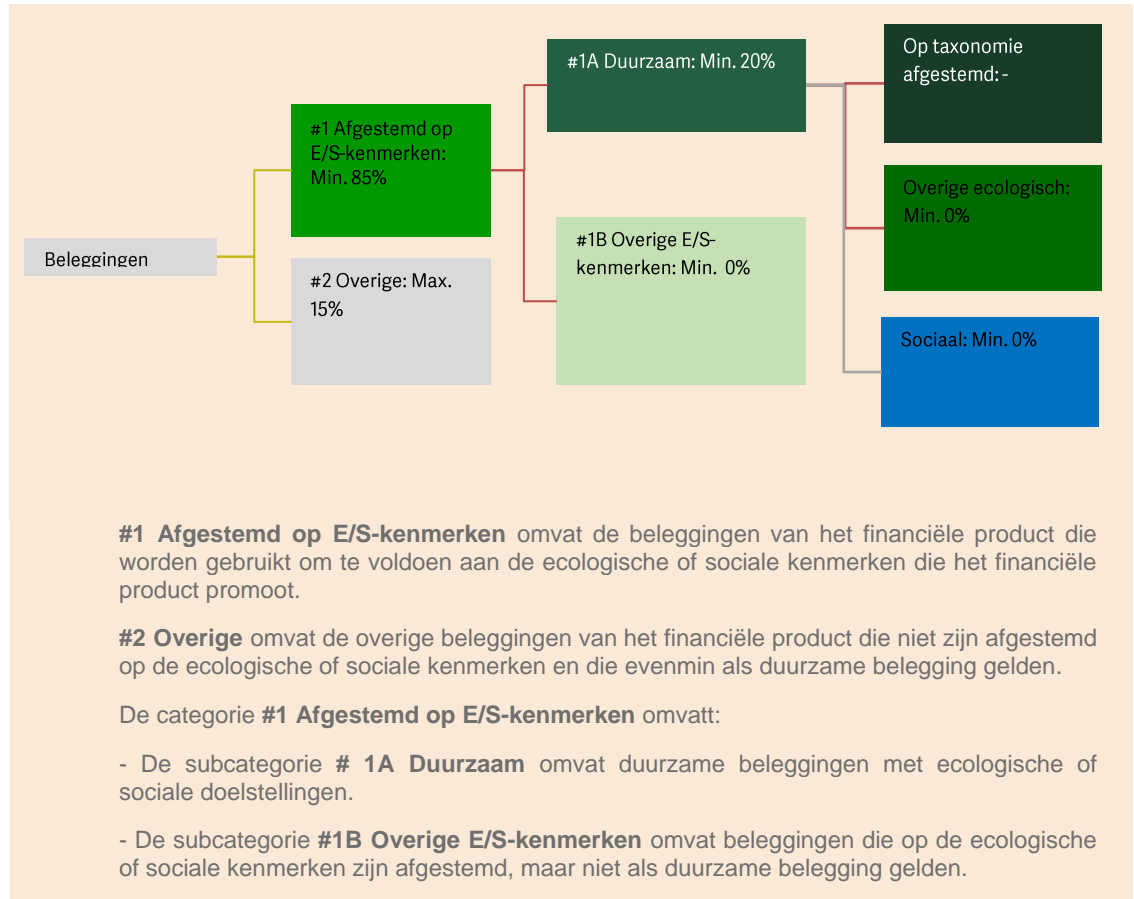 Beleggingen
#1 Afgestemd op
E/S-kenmerken:
Min. 85%
#2 Overige: Max.
15%
#1A Duurzaam: Min. 20%
#1B Overige E/S-
kenmerken: Min. 0%
Op taxonomie
afgestemd: -
Overige ecologisch:
Min. 0%
Sociaal: Min. 0%
#1 Afgestemd op E/S-kenmerken omvat de beleggingen van het financiële product die
worden gebruikt om te voldoen aan de ecologische of sociale kenmerken die het financiële
product promoot.
#2 Overige omvat de overige beleggingen van het financiële product die niet zijn afgestemd
op de ecologische of sociale kenmerken en die evenmin als duurzame belegging gelden.
De categorie #1 Afgestemd op E/S-kenmerken omvatt:
- De subcategorie # 1A Duurzaam omvat duurzame beleggingen met ecologische of
sociale doelstellingen.
- De subcategorie #1B Overige E/S-kenmerken omvat beleggingen die op de ecologische
of sociale kenmerken zijn afgestemd, maar niet als duurzame belegging gelden.